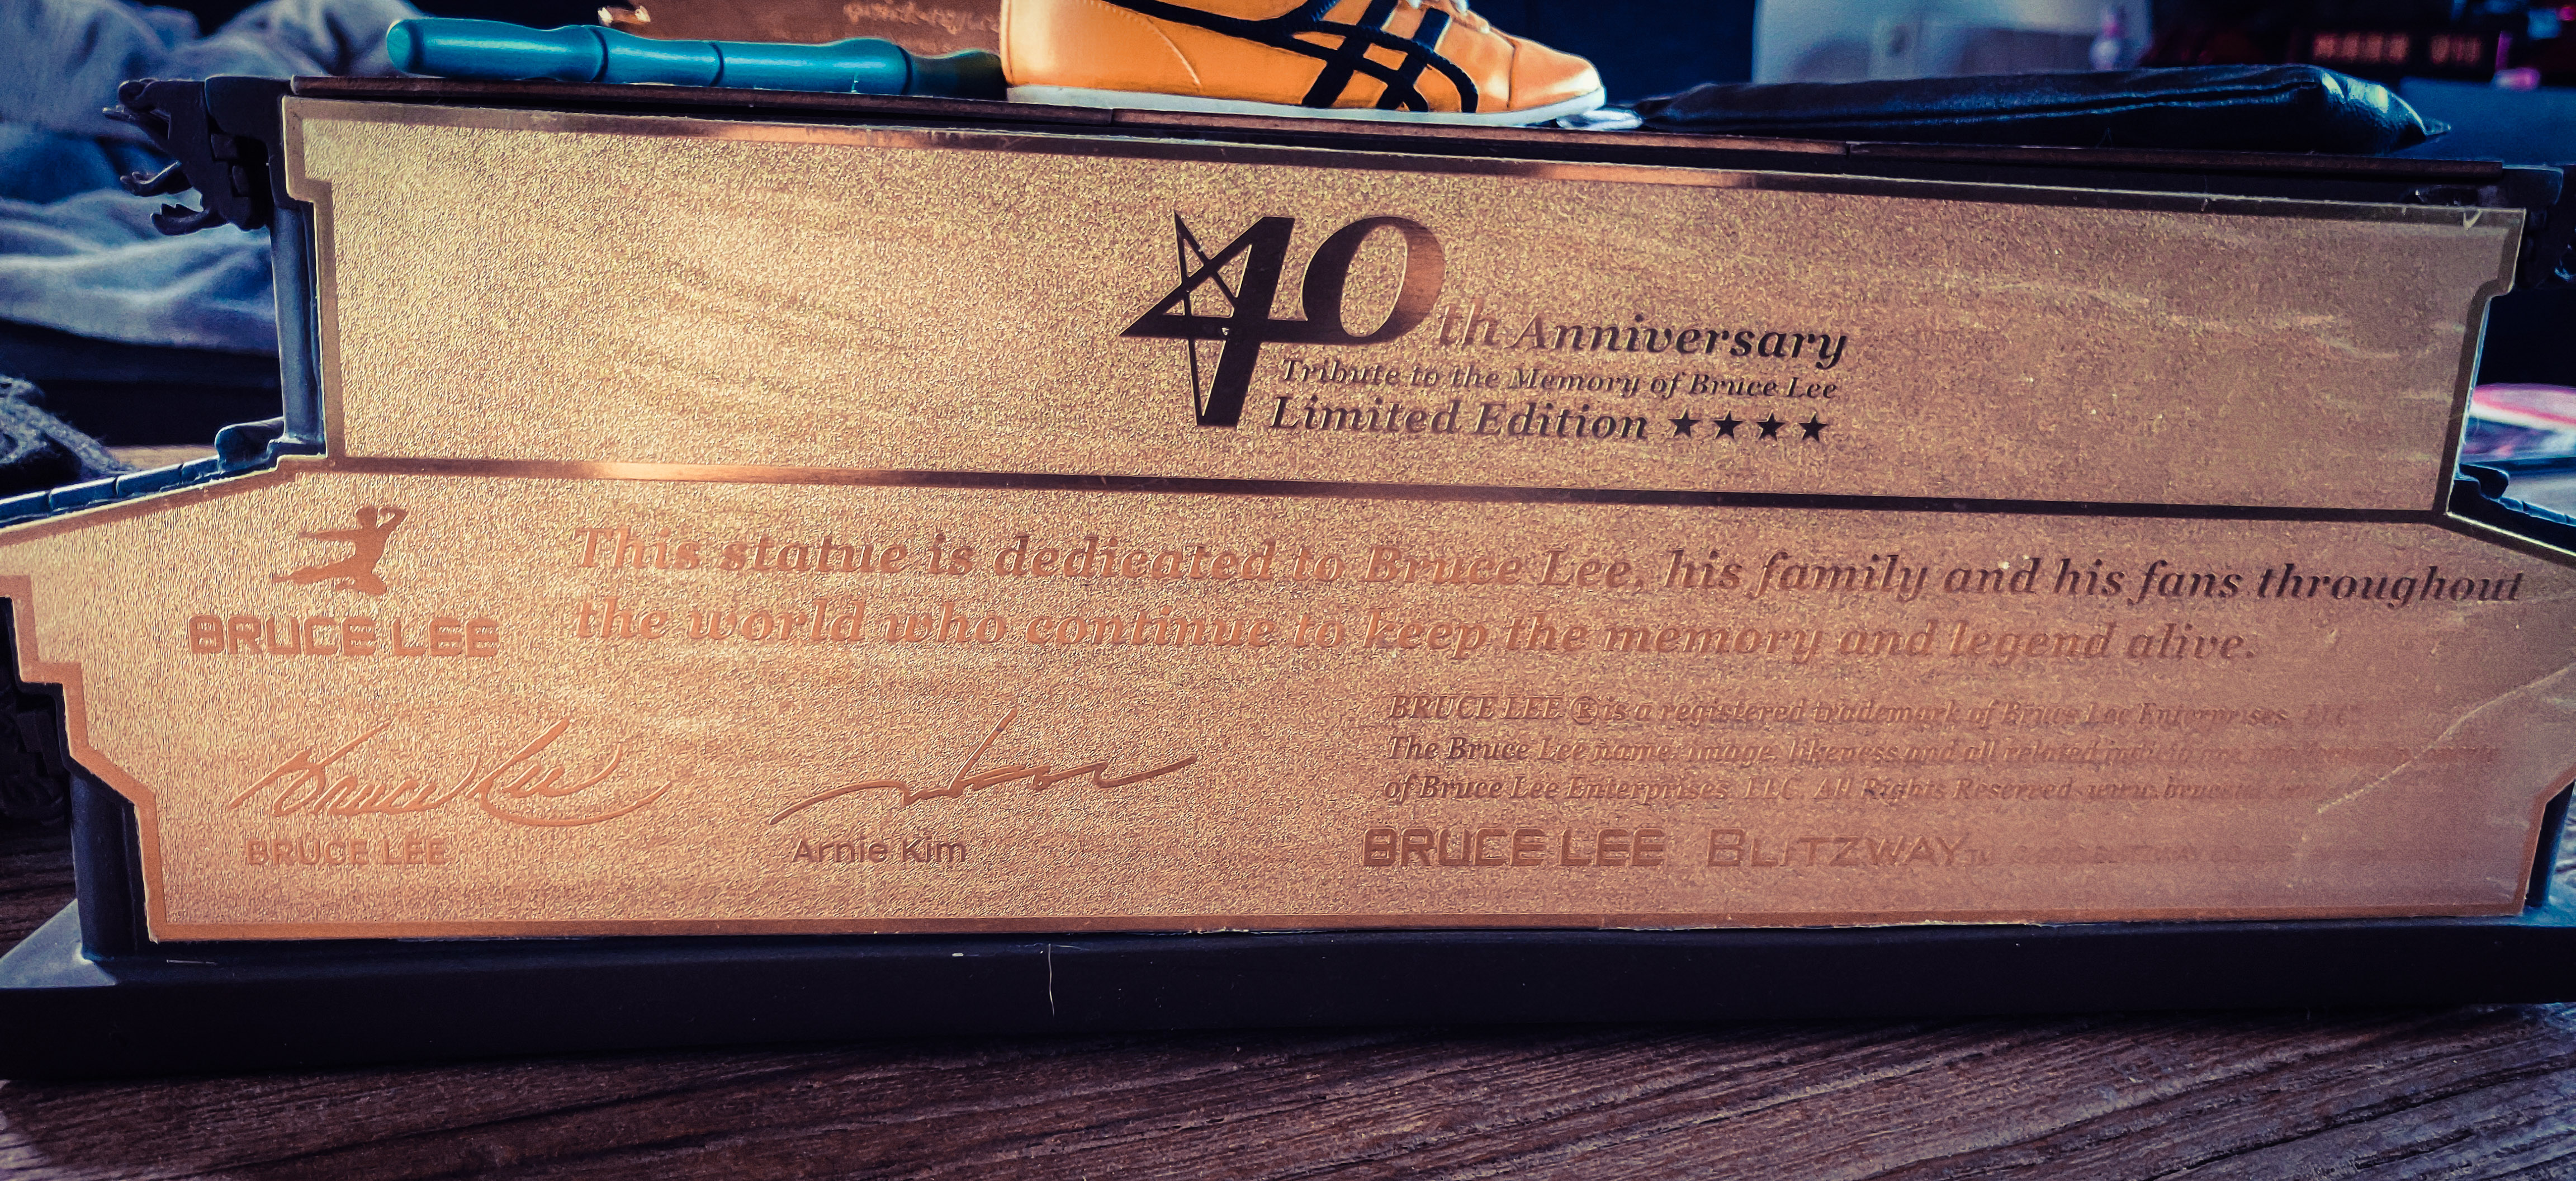 40th Anniversary
Tribute to the Memory of Bruce Lee
Limited Edition ★★★★
BRUCE LEE
This statue is dedicated to Bruce Lee, his family and his fans throughout
the world who continue to keep the memory and legend alive.
Bruce Lee
BRUCE LEE
Arnie Kim
BRUCE LEE ® is a registered trademark of Bruce Lee Enterprises, LLC.
The Bruce Lee name, image, likeness and all related
of Bruce Lee Enterprises, LLC. All Rights Reserved. www.
BRUCE LEE BLITZWAY